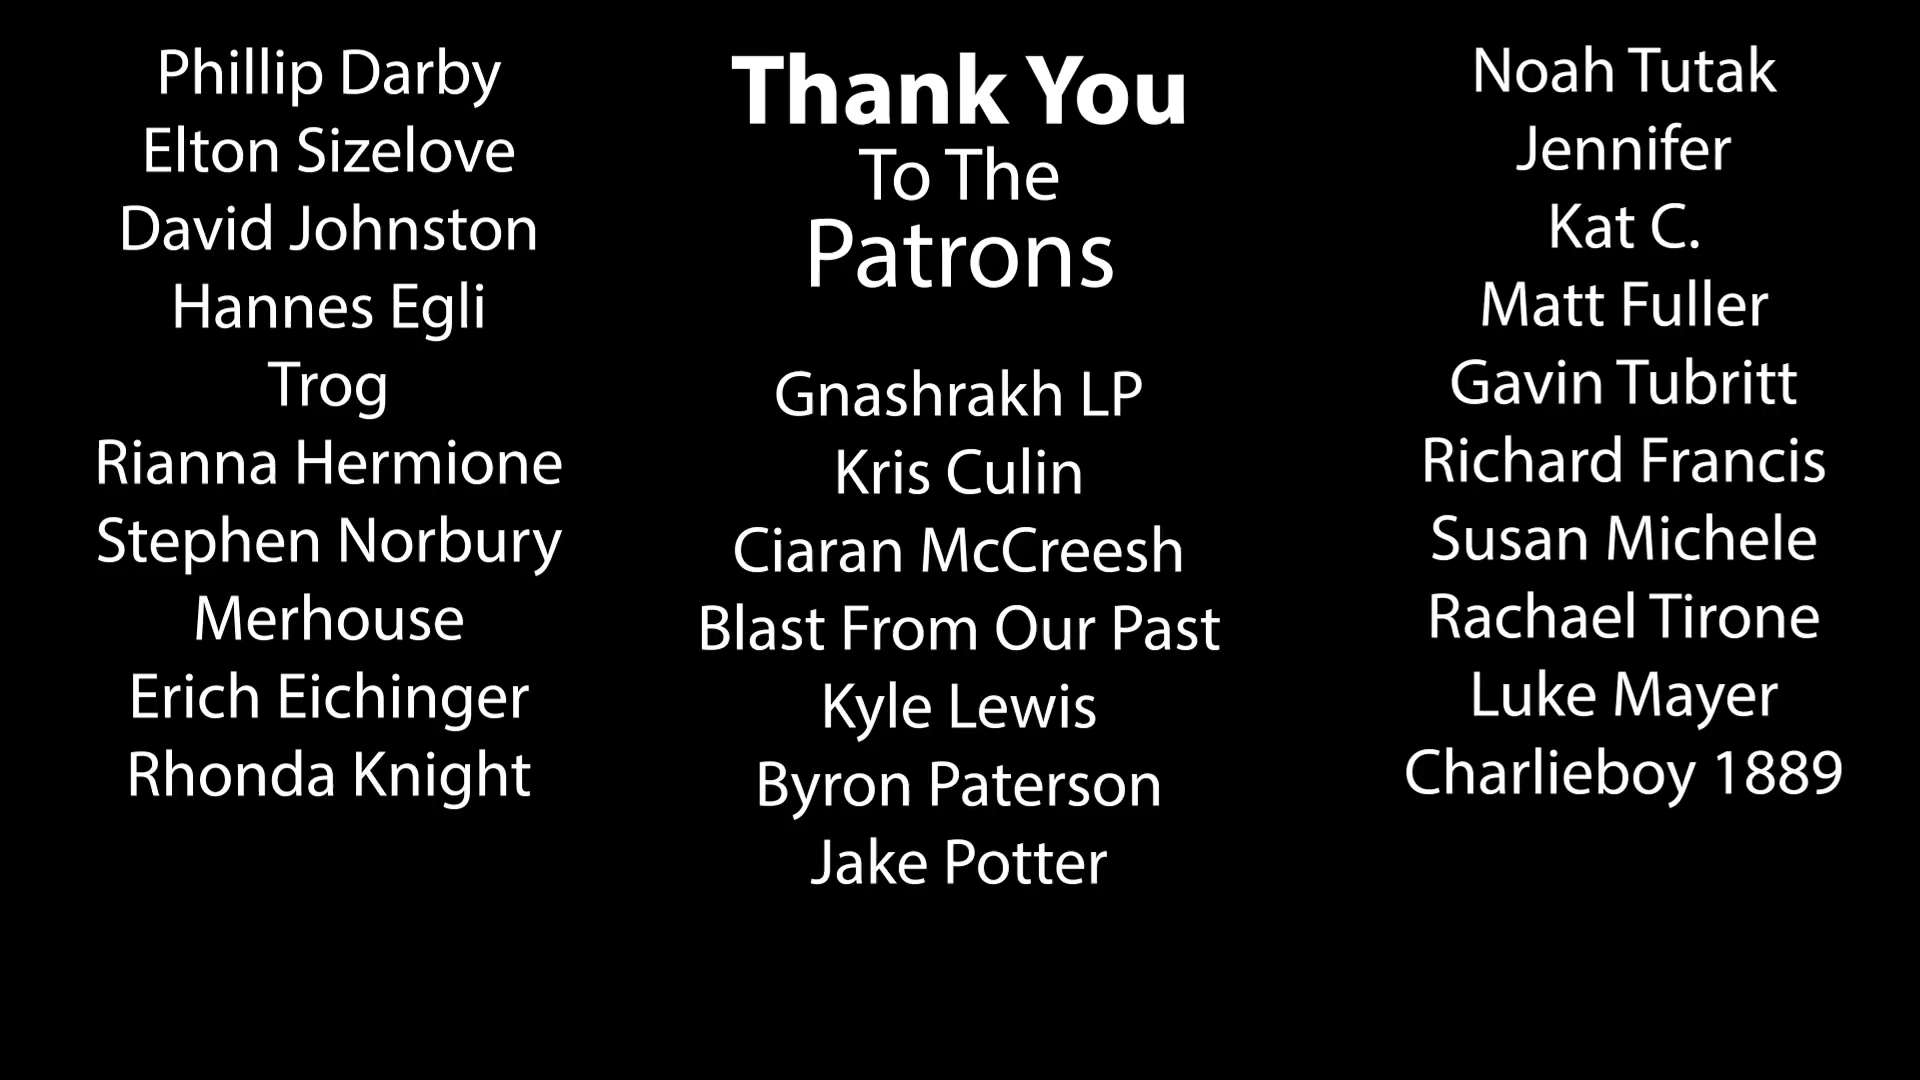 Phillip Darby
Elton Sizelove
David Johnston
Hannes Egli
Trog
Rianna Hermione
Stephen Norbury
Merhouse
Erich Eichinger
Rhonda Knight
Thank You
To The
Patrons
Gnashrakh LP
Kris Culin
Ciaran McCreesh
Blast From Our Past
Kyle Lewis
Byron Paterson
Jake Potter
Noah Tutak
Jennifer
Kat C.
Matt Fuller
Gavin Tubritt
Richard Francis
Susan Michele
Rachael Tirone
Luke Mayer
Charlieboy 1889